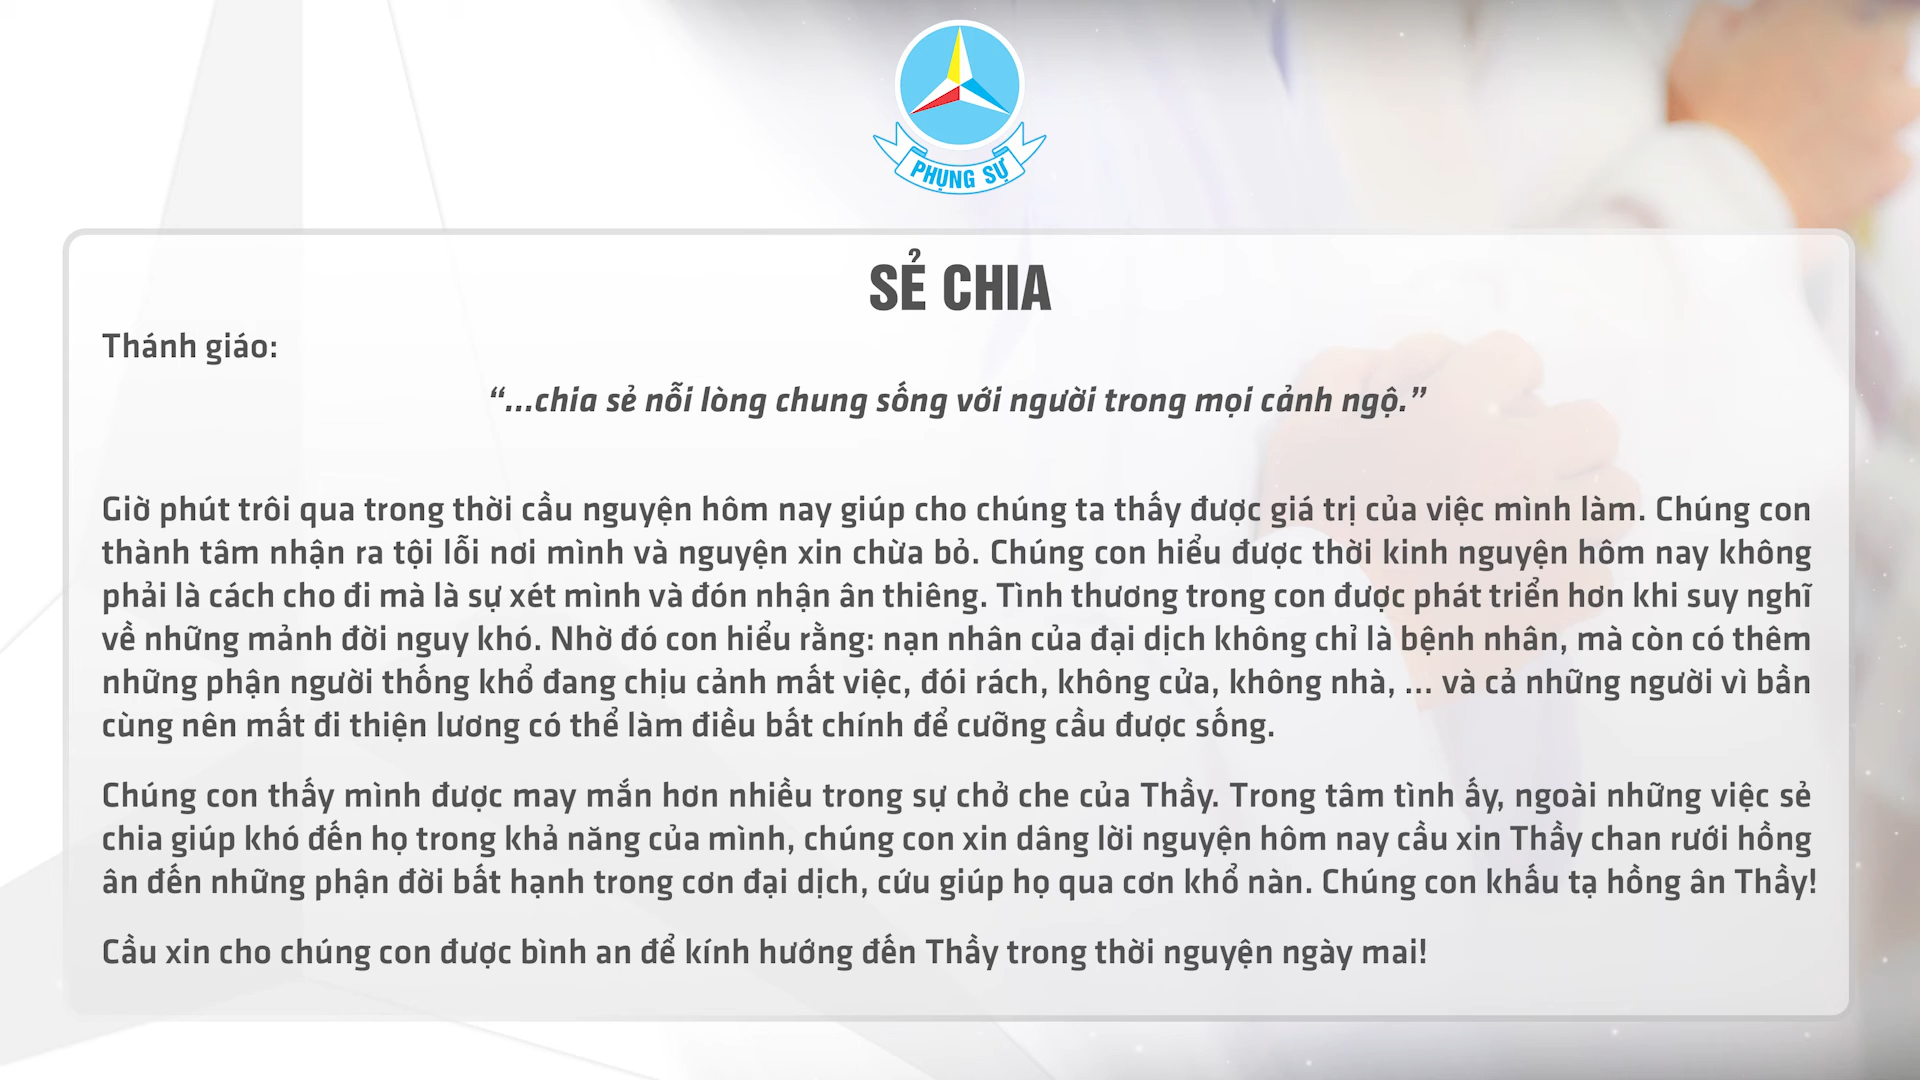 PHỤNG SỰ
SẺ CHIA
Thánh giáo:
“...chia sẻ nỗi lòng chung sống với người trong mọi cảnh ngộ.”
Giờ phút trôi qua trong thời cầu nguyện hôm nay giúp cho chúng ta thấy được giá trị của việc mình làm. Chúng con
thành tâm nhận ra tội lỗi nơi mình và nguyện xin chừa bỏ. Chúng con hiểu được thời kinh nguyện hôm nay không
phải là cách cho đi mà là sự xét mình và đón nhận ân thiêng. Tình thương trong con được phát triển hơn khi suy nghĩ
về những mảnh đời nguy khó. Nhờ đó con hiểu rằng: nạn nhân của đại dịch không chỉ là bệnh nhân, mà còn có thêm
những phận người thống khổ đang chịu cảnh mất việc, đói rách, không cửa, không nhà, ... và cả những người vì bần
cùng nên mất đi thiện lương có thể làm điều bất chính để cưỡng cầu được sống.
Chúng con thấy mình được may mắn hơn nhiều trong sự chở che của Thầy. Trong tâm tình ấy, ngoài những việc sẻ
chia giúp khó đến họ trong khả năng của mình, chúng con xin dâng lời nguyện hôm nay cầu xin Thầy chan rưới hồng
ân đến những phận đời bất hạnh trong cơn đại dịch, cứu giúp họ qua cơn khổ nàn. Chúng con khấu tạ hồng ân Thầy!
Cầu xin cho chúng con được bình an để kính hướng đến Thầy trong thời nguyện ngày mai!